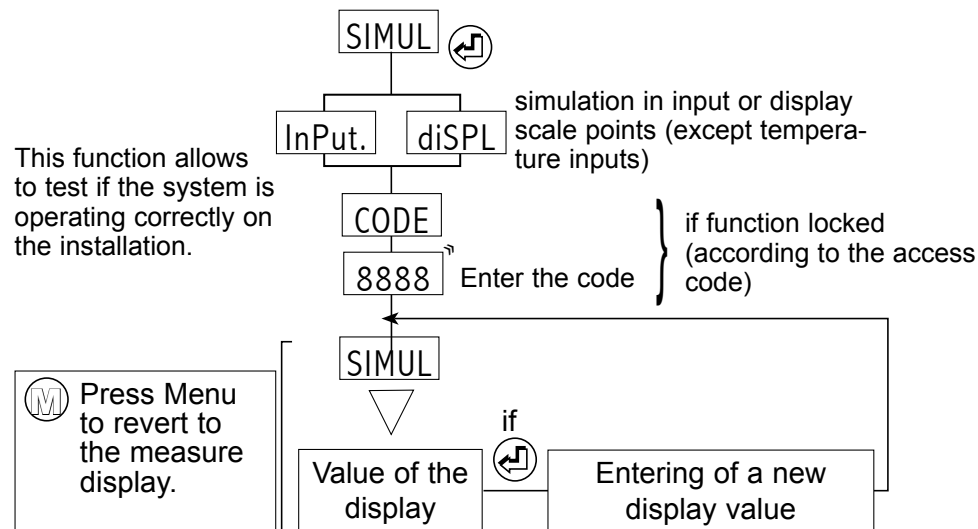 SIMUL
InPut.
diSPL
simulation in input or display
scale points (except tempera-
ture inputs)
This function allows
to test if the system is
operating correctly on
the installation.
CODE
8888
Enter the code
if function locked
(according to the access
code)
SIMUL
M
Press Menu
to revert to
the measure
display.
if
Value of the
display
Entering of a new
display value